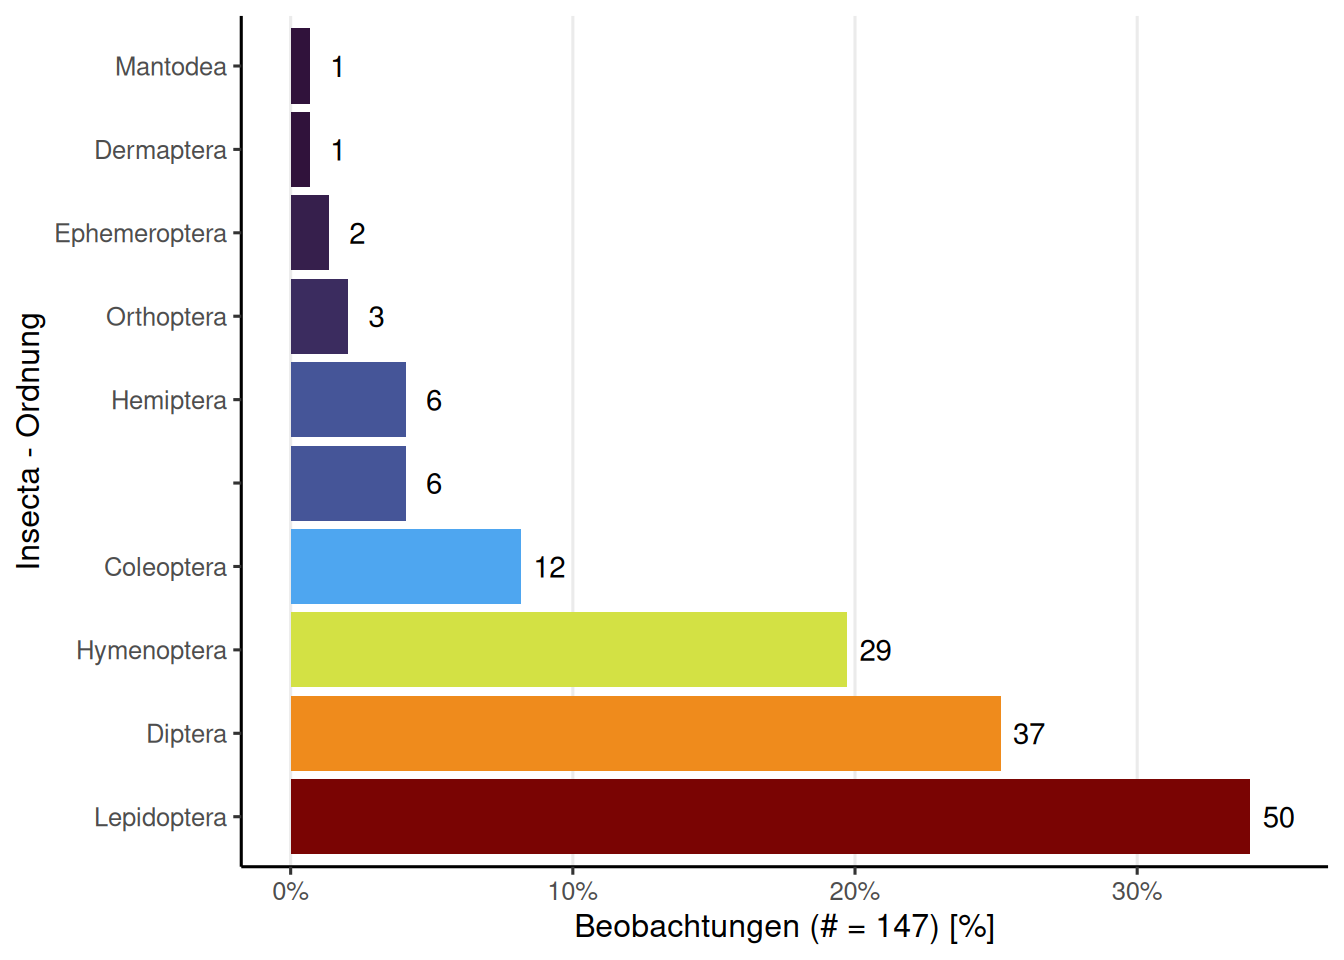 Mantodea 1
Dermaptera 1
Ephemeroptera 2
Orthoptera 3
Hemiptera 6
6
Coleoptera 12
Hymenoptera 29
Diptera 37
Lepidoptera 50
Insecta - Ordnung
0% 10% 20% 30%
Beobachtungen (# = 147) [%]